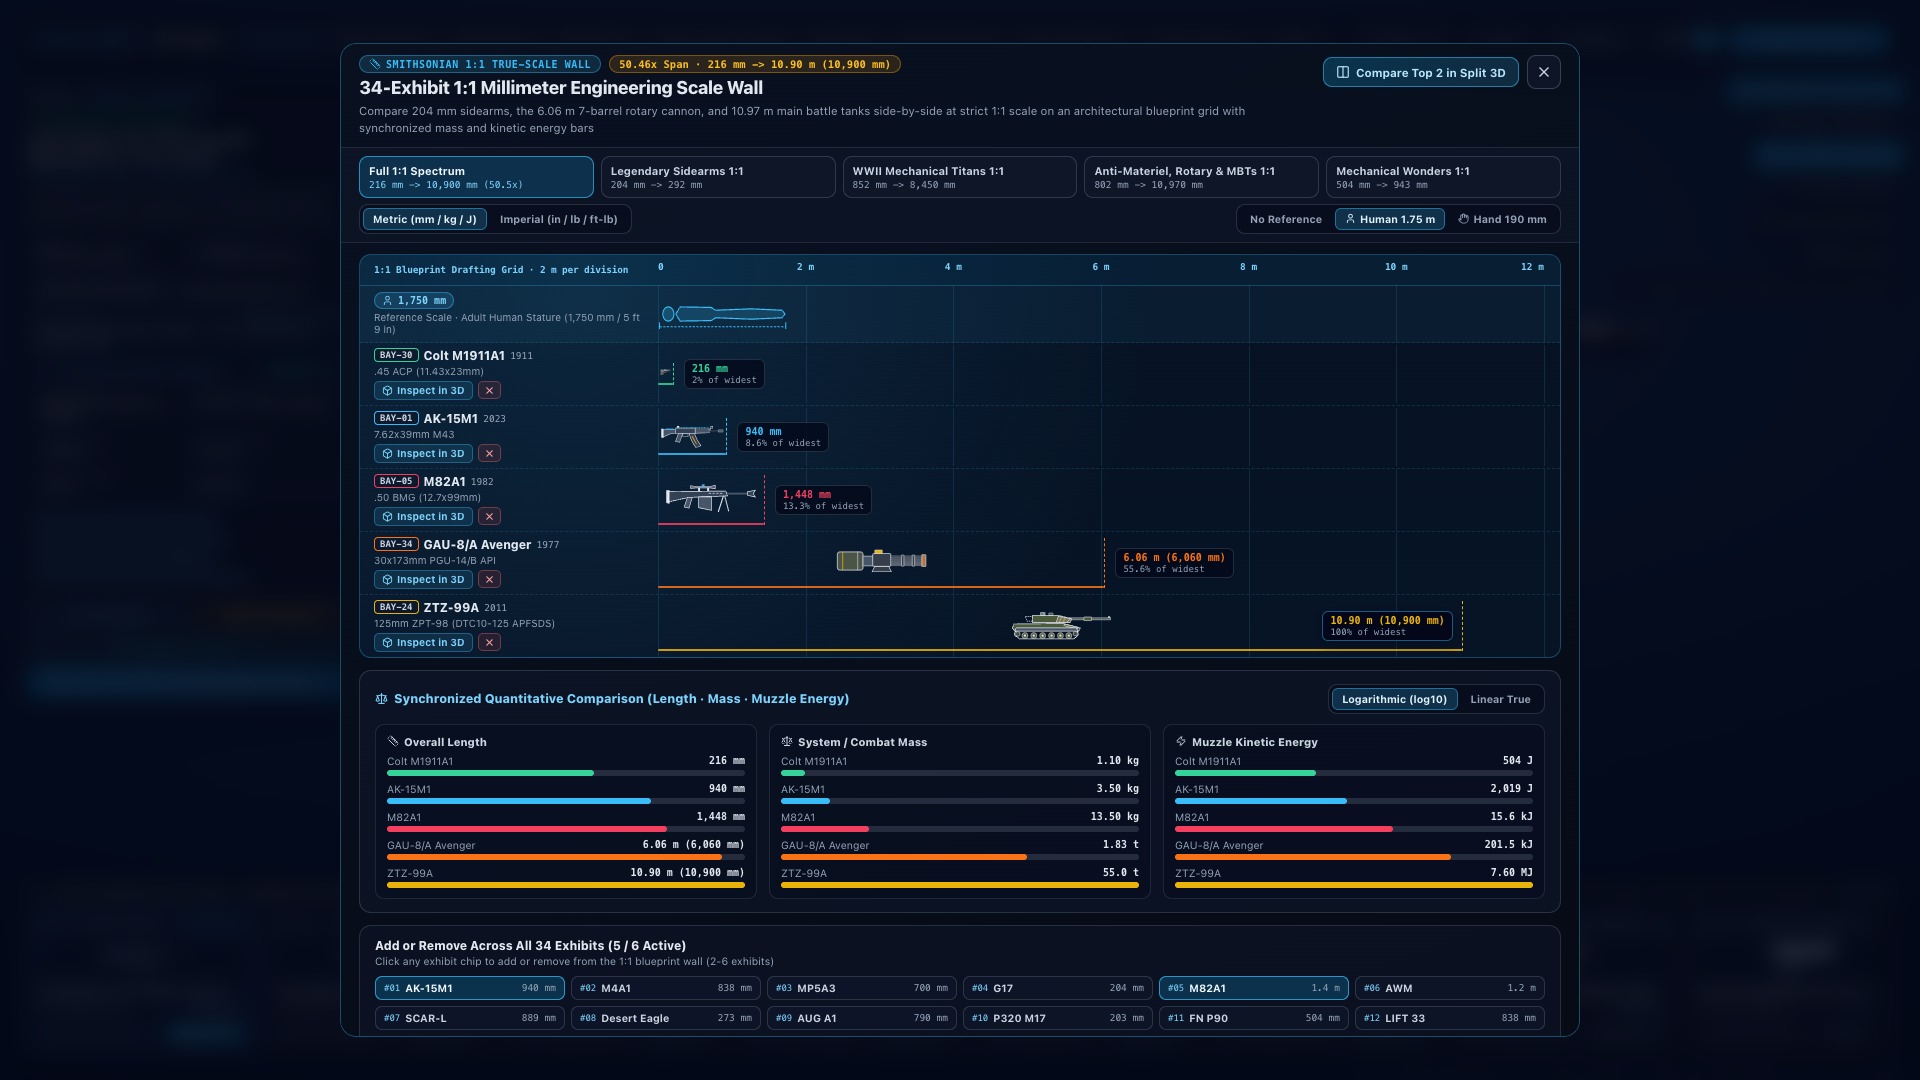 SMITHSONIAN 1:1 TRUE-SCALE WALL
50.46x Span · 216 mm —> 10.90 m (10,900 mm)
Compare Top 2 in Split 3D
34-Exhibit 1:1 Millimeter Engineering Scale Wall
Compare 204 mm sidearms, the 6.06 m 7-barrel rotary cannon, and 10.97 m main battle tanks side-by-side at strict 1:1 scale on an architectural blueprint grid with
synchronized mass and kinetic energy bars
Full 1:1 Spectrum
216 mm —> 10,900 mm (50.5x)
Legendary Sidearms 1:1
204 mm —> 292 mm
WWII Mechanical Titans 1:1
852 mm —> 8,450 mm
Anti-Materiel, Rotary & MBTs 1:1
802 mm —> 10,970 mm
Mechanical Wonders 1:1
504 mm —> 943 mm
Metric (mm / kg / J)
Imperial (in / lb / ft-lb)
No Reference
Human 1.75 m
Hand 190 mm
1:1 Blueprint Drafting Grid · 2 m per division
0
2 m
4 m
6 m
8 m
10 m
12 m
1,750 mm
Reference Scale · Adult Human Stature (1,750 mm / 5 ft
9 in)
BAY-30 Colt M1911A1 1911
.45 ACP (11.43x23mm)
Inspect in 3D
216 mm
2% of widest
BAY-01 AK-15M1 2023
7.62x39mm M43
Inspect in 3D
940 mm
8.6% of widest
BAY-05 M82A1 1982
.50 BMG (12.7x99mm)
Inspect in 3D
1,448 mm
13.3% of widest
BAY-34 GAU-8/A Avenger 1977
30x173mm PGU-14/B API
Inspect in 3D
6.06 m (6,060 mm)
55.6% of widest
BAY-24 ZTZ-99A 2011
125mm ZPT-98 (DTC10-125 APFSDS)
Inspect in 3D
10.90 m (10,900 mm)
100% of widest
Synchronized Quantitative Comparison (Length · Mass · Muzzle Energy)
Logarithmic (log10)
Linear True
Overall Length
Colt M1911A1 216 mm
AK-15M1 940 mm
M82A1 1,448 mm
GAU-8/A Avenger 6.06 m (6,060 mm)
ZTZ-99A 10.90 m (10,900 mm)
System / Combat Mass
Colt M1911A1 1.10 kg
AK-15M1 3.50 kg
M82A1 13.50 kg
GAU-8/A Avenger 1.83 t
ZTZ-99A 55.0 t
Muzzle Kinetic Energy
Colt M1911A1 504 J
AK-15M1 2,019 J
M82A1 15.6 kJ
GAU-8/A Avenger 201.5 kJ
ZTZ-99A 7.60 MJ
Add or Remove Across All 34 Exhibits (5 / 6 Active)
Click any exhibit chip to add or remove from the 1:1 blueprint wall (2-6 exhibits)
#01 AK-15M1 940 mm
#02 M4A1 838 mm
#03 MP5A3 700 mm
#04 G17 204 mm
#05 M82A1 1.4 m
#06 AWM 1.2 m
#07 SCAR-L 889 mm
#08 Desert Eagle 273 mm
#09 AUG A1 790 mm
#10 P320 M17 203 mm
#11 FN P90 504 mm
#12 LIFT 33 838 mm